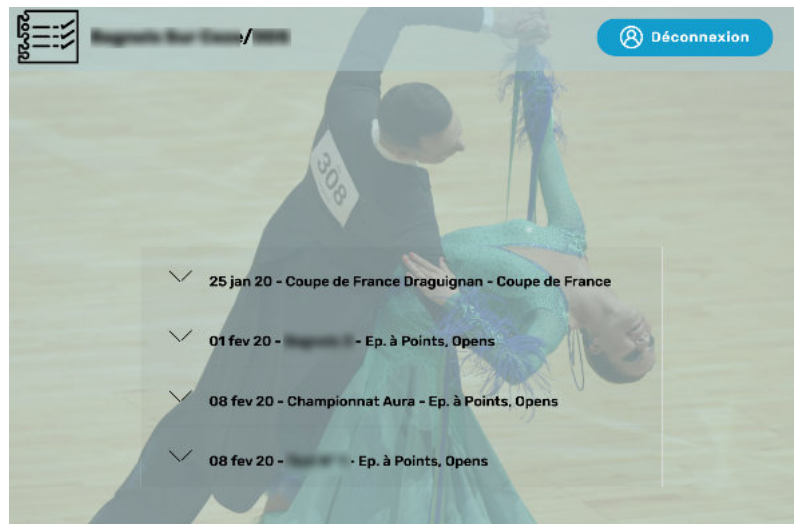 /
Déconnexion
308
25 jan 20 - Coupe de France Draguignan - Coupe de France
01 fev 20 - - Ep. à Points, Opens
08 fev 20 - Championnat Aura - Ep. à Points, Opens
08 fev 20 - - Ep. à Points, Opens